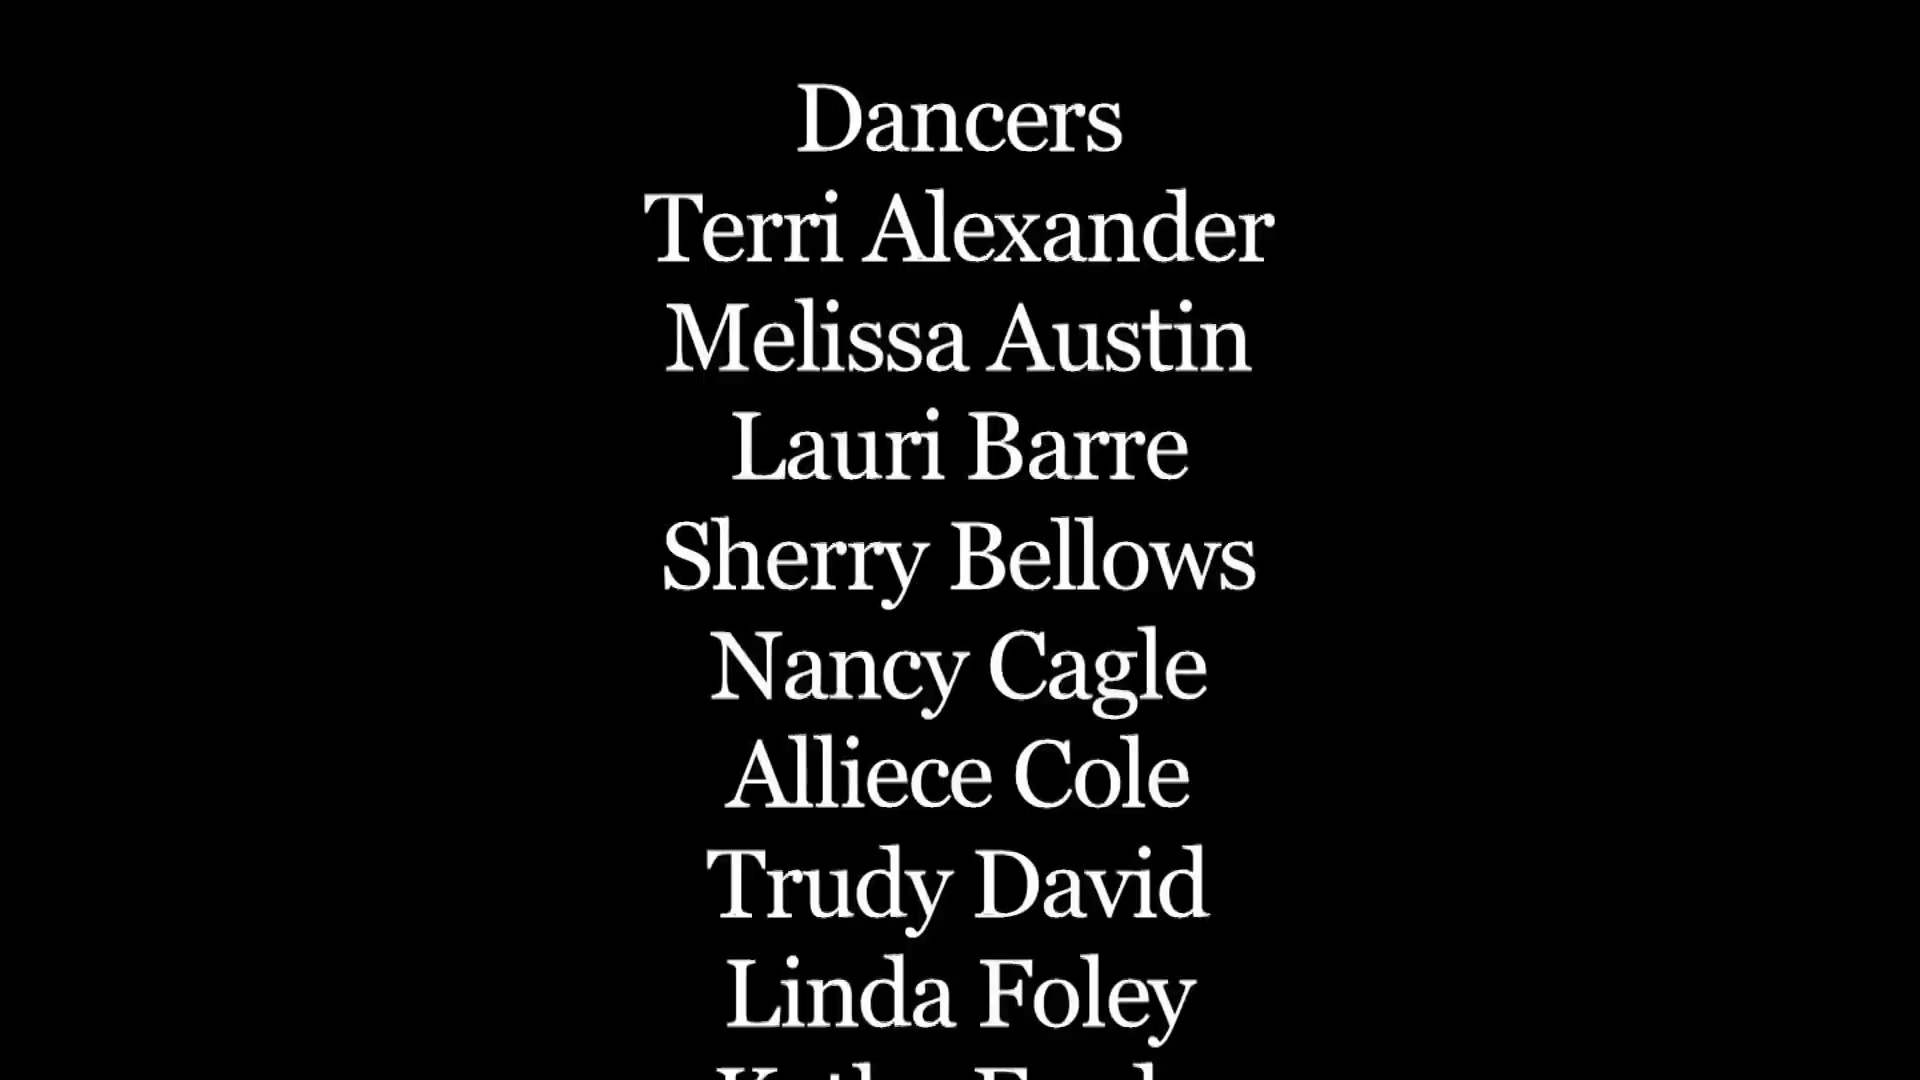 Dancers
Terri Alexander
Melissa Austin
Lauri Barre
Sherry Bellows
Nancy Cagle
Alliece Cole
Trudy David
Linda Foley